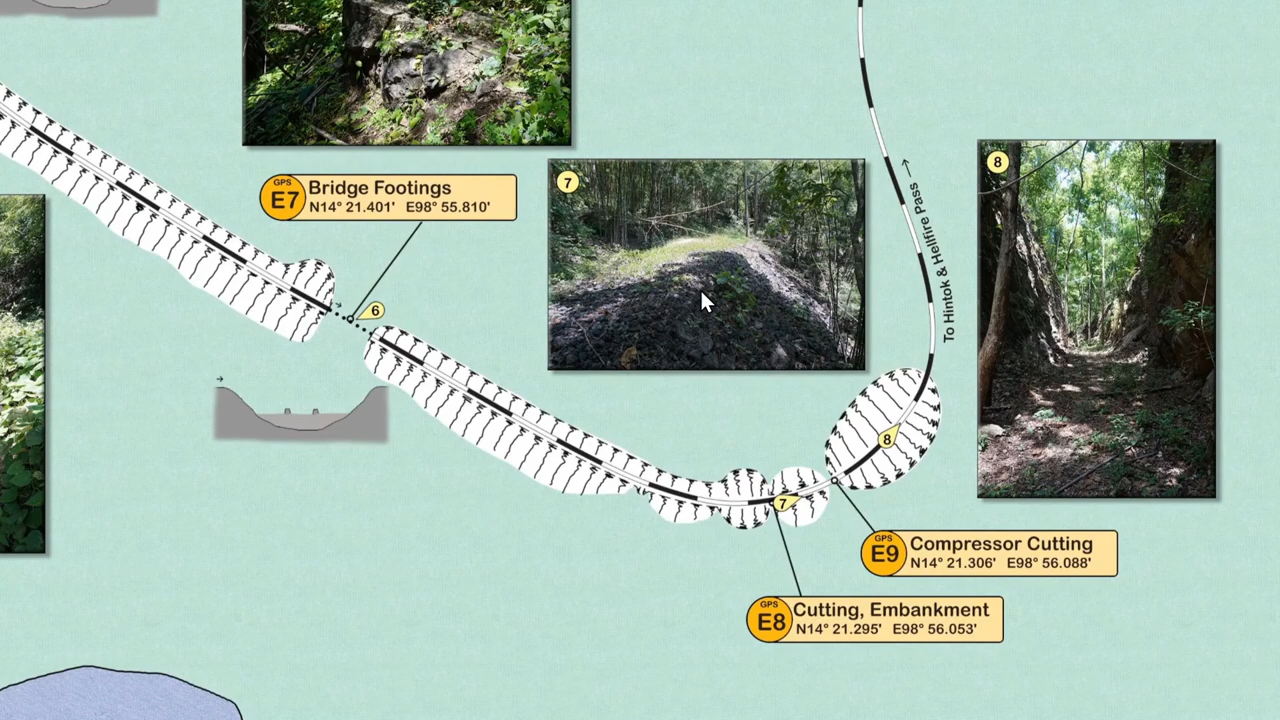 GPS
E7
Bridge Footings
N14° 21.401'   E98° 55.810'
6
7
8
To Hintok & Hellfire Pass
8
7
GPS
E9
Compressor Cutting
N14° 21.306'   E98° 56.088'
GPS
E8
Cutting, Embankment
N14° 21.295'   E98° 56.053'